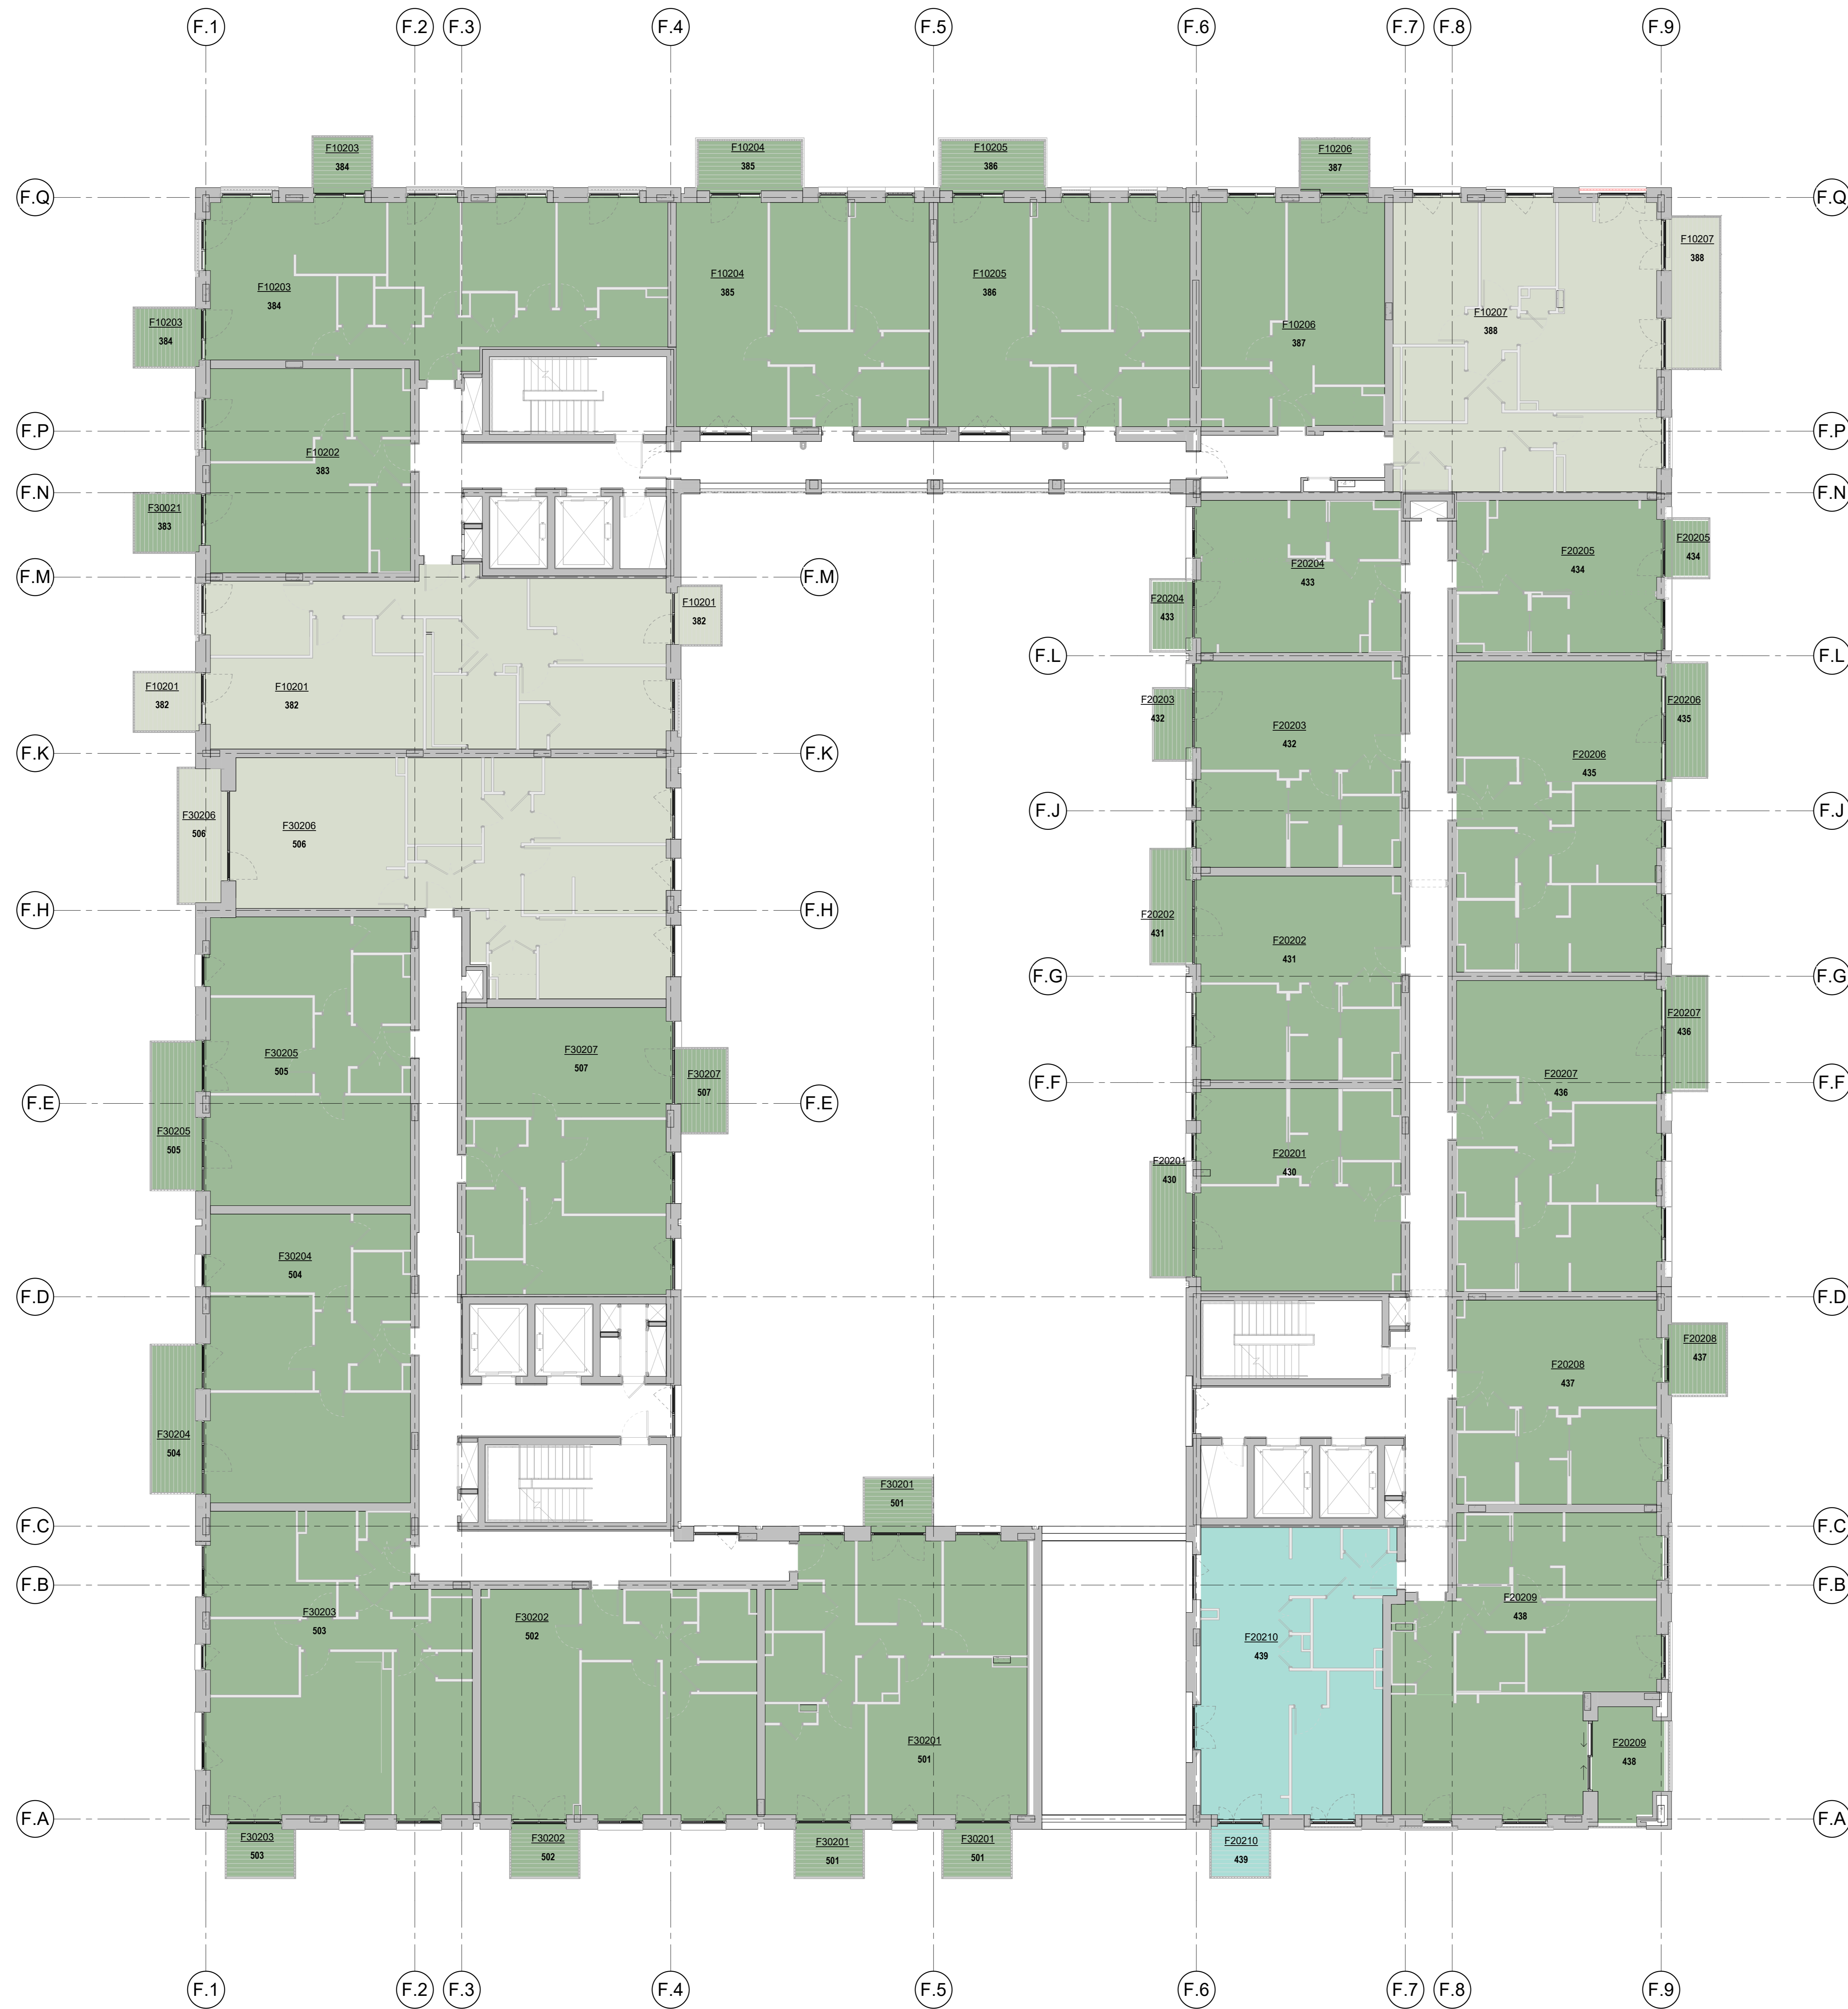 F.1
F.2
F.3
F.4
F.5
F.6
F.7
F.8
F.9
F10203
384
F10204
385
F10205
386
F10206
387
F.Q
F.Q
F10207
388
F10203
384
F10204
385
F10205
386
F10206
387
F10207
388
F10203
384
F.P
F.P
F10202
383
F.N
F.N
F30021
383
F20205
434
F20205
434
F20204
433
F.M
F.M
F20204
433
F10201
382
F.L
F.L
F10201
382
F10201
382
F20203
432
F20203
432
F20206
435
F.K
F.K
F20206
435
F30206
506
F30206
506
F.J
F.J
F.H
F.H
F20202
431
F20202
431
F.G
F.G
F20207
436
F30205
505
F30207
507
F30207
507
F20207
436
F.F
F.F
F.E
F.E
F30205
505
F20201
430
F20201
430
F30204
504
F.D
F.D
F20208
437
F20208
437
F30204
504
F30201
501
F.C
F.C
F.B
F.B
F30203
503
F30202
502
F20209
438
F20210
439
F30201
501
F20209
438
F.A
F.A
F30203
503
F30202
502
F30201
501
F30201
501
F20210
439
F.1
F.2
F.3
F.4
F.5
F.6
F.7
F.8
F.9